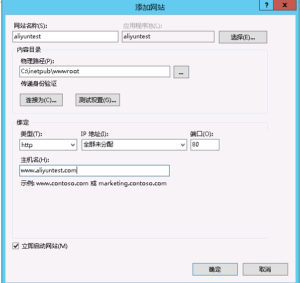 添加网站
?
x
网站名称(S):
应用程序池(L):
aliyuntest
aliyuntest
选择(E)...
内容目录
物理路径(P):
C:\inetpub\wwwroot
...
传递身份验证
连接为(C)...
测试设置(G)...
绑定
类型(T):
IP 地址(I):
端口(O):
http
全部未分配
80
主机名(H):
www.aliyuntest.com
示例: www.contoso.com 或 marketing.contoso.com
立即启动网站(M)
确定
取消